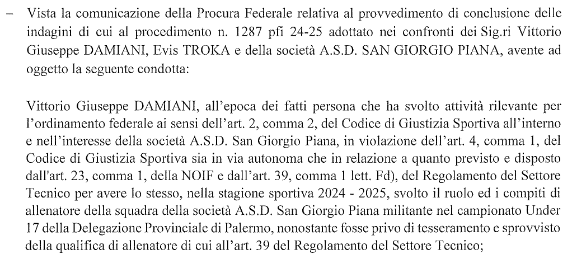 – Vista la comunicazione della Procura Federale relativa al provvedimento di conclusione delle
indagini di cui al procedimento n. 1287 pfi 24-25 adottato nei confronti dei Sig.ri Vittorio
Giuseppe DAMIANI, Evis TROKA e della società A.S.D. SAN GIORGIO PIANA, avente ad
oggetto la seguente condotta:
Vittorio Giuseppe DAMIANI, all'epoca dei fatti persona che ha svolto attività rilevante per
l'ordinamento federale ai sensi dell'art. 2, comma 2, del Codice di Giustizia Sportiva all'interno
e nell'interesse della società A.S.D. San Giorgio Piana, in violazione dell'art. 4, comma 1, del
Codice di Giustizia Sportiva sia in via autonoma che in relazione a quanto previsto e disposto
dall'art. 23, comma 1, della NOIF e dall'art. 39, comma 1 lett. Fd), del Regolamento del Settore
Tecnico per avere lo stesso, nella stagione sportiva 2024 - 2025, svolto il ruolo ed i compiti di
allenatore della squadra della società A.S.D. San Giorgio Piana militante nel campionato Under
17 della Delegazione Provinciale di Palermo, nonostante fosse privo di tesseramento e sprovvisto
della qualifica di allenatore di cui all'art. 39 del Regolamento del Settore Tecnico;